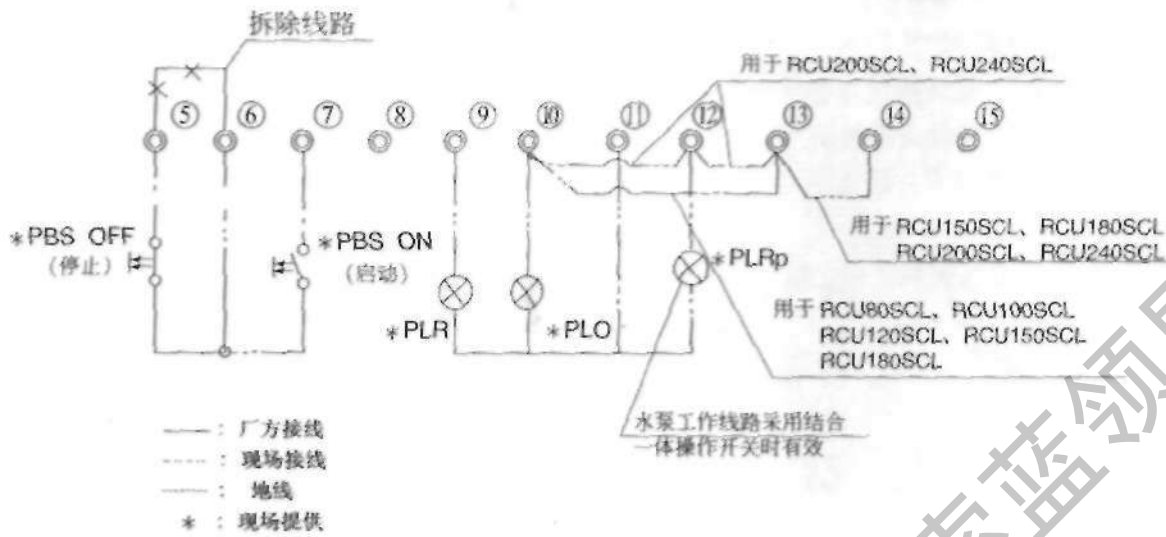 拆除线路
用于 RCU200SCL、RCU240SCL
⑤ ⑥ ⑦ ⑧ ⑨ ⑩ ⑪ ⑫ ⑬ ⑭ ⑮
*PBS OFF
(停止)
*PBS ON
(启动)
*PLR
*PLO
*PLRp
用于 RCU150SCL、RCU180SCL
RCU200SCL、RCU240SCL
用于 RCU80SCL、RCU100SCL
RCU120SCL、RCU150SCL
RCU180SCL
水泵工作线路采用结合
一体操作开关时有效
: 厂方接线
: 现场接线
: 地线
* : 现场提供
蓝领